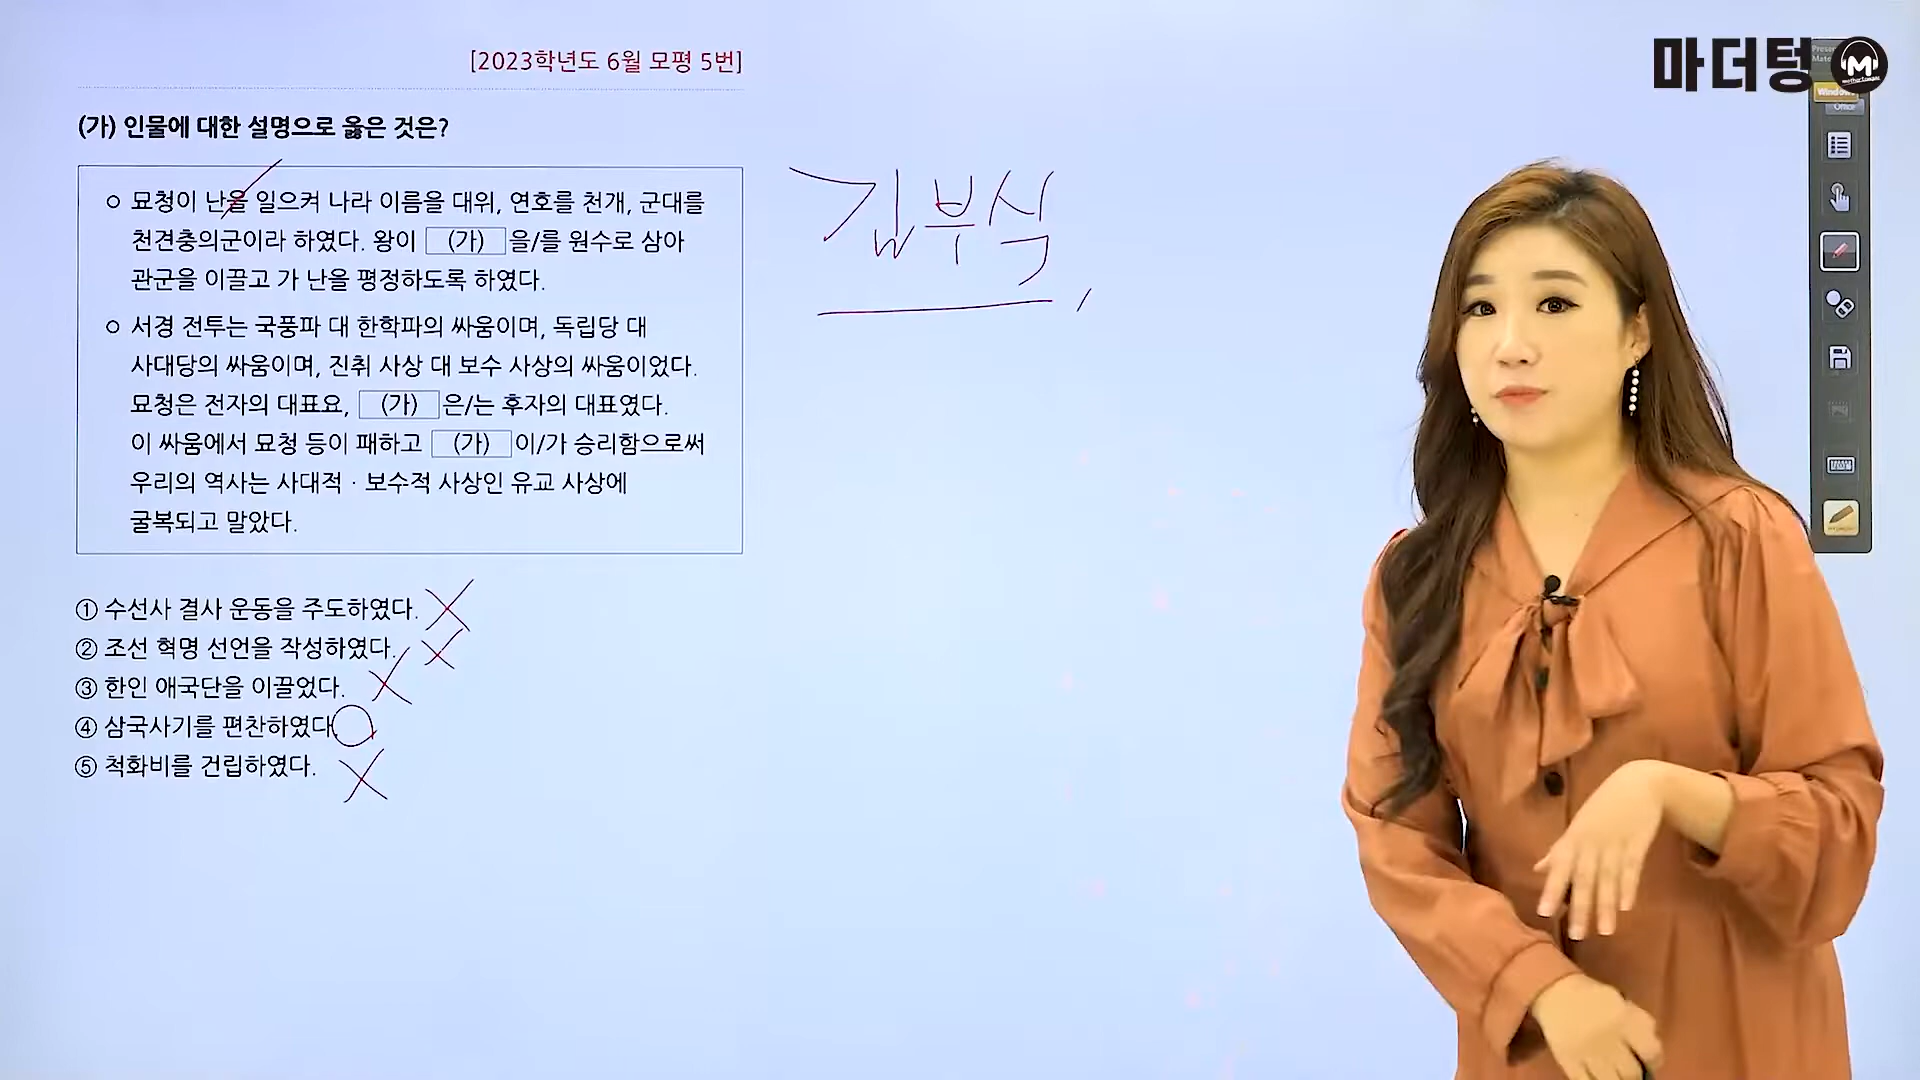 [2023학년도 6월 모평 5번]
마더텅
M
(가) 인물에 대한 설명으로 옳은 것은?
○ 묘청이 난을 일으켜 나라 이름을 대위, 연호를 천개, 군대를
천견충의군이라 하였다. 왕이 (가) 을/를 원수로 삼아
관군을 이끌고 가 난을 평정하도록 하였다.
○ 서경 전투는 국풍파 대 한학파의 싸움이며, 독립당 대
사대당의 싸움이며, 진취 사상 대 보수 사상의 싸움이었다.
묘청은 전자의 대표요, (가) 은/는 후자의 대표였다.
이 싸움에서 묘청 등이 패하고 (가) 이/가 승리함으로써
우리의 역사는 사대적 · 보수적 사상인 유교 사상에
굴복되고 말았다.
① 수선사 결사 운동을 주도하였다.
② 조선 혁명 선언을 작성하였다.
③ 한인 애국단을 이끌었다.
④ 삼국사기를 편찬하였다.
⑤ 척화비를 건립하였다.
김부식
Windows
Office